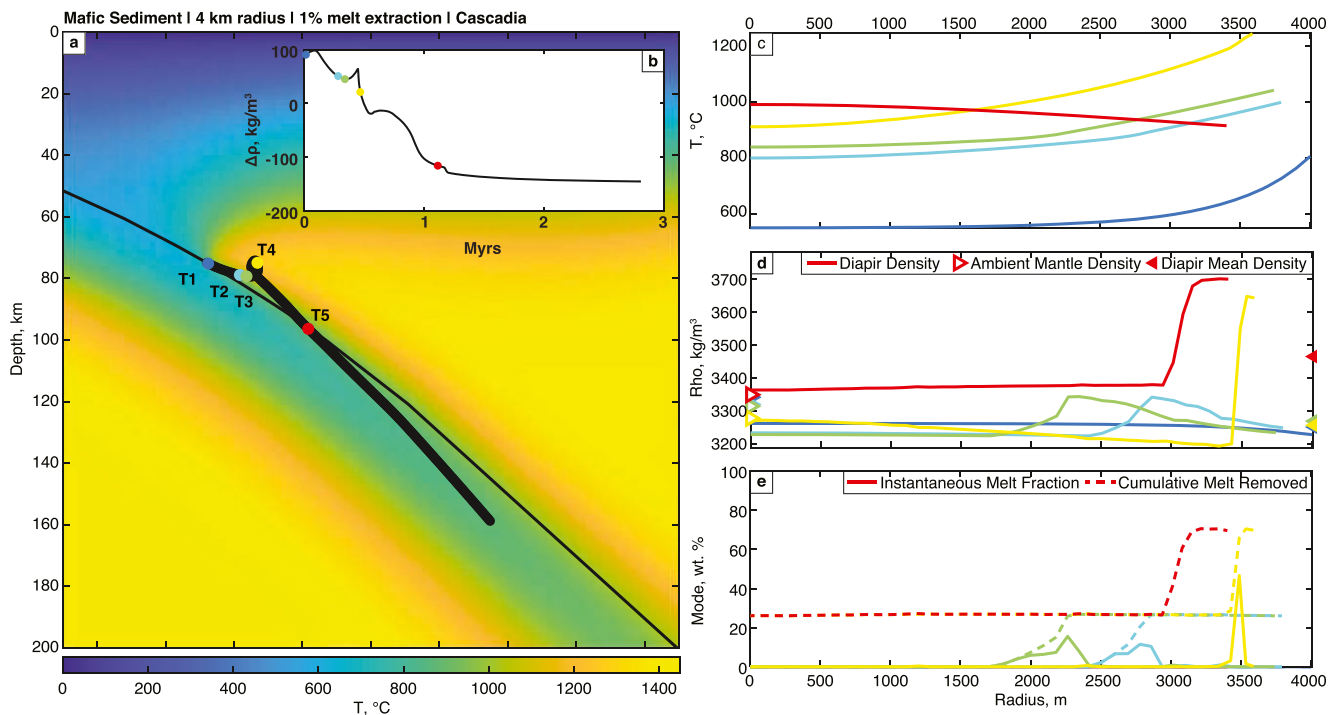 Mafic Sediment | 4 km radius | 1% melt extraction | Cascadia
a
0
20
40
60
80
100
120
140
160
180
200
Depth, km
T1
T2
T3
T4
T5
0 200 400 600 800 1000 1200 1400
T, °C
b
100
0
-100
-200
Δρ, kg/m³
0 1 2 3
Myrs
0 500 1000 1500 2000 2500 3000 3500 4000
c
1200
1000
800
600
T, °C
d
Diapir Density Ambient Mantle Density Diapir Mean Density
3700
3600
3500
3400
3300
3200
Rho, kg/m³
e
Instantaneous Melt Fraction Cumulative Melt Removed
100
80
60
40
20
0
Mode, wt. %
0 500 1000 1500 2000 2500 3000 3500 4000
Radius, m